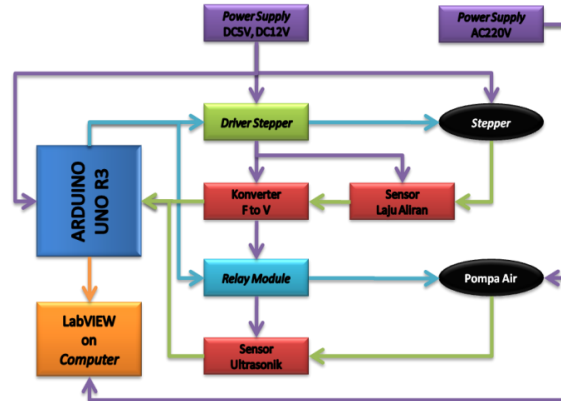 Power Supply
DC5V, DC12V
Power Supply
AC220V
Driver Stepper
Stepper
ARDUINO
UNO R3
Konverter
F to V
Sensor
Laju Aliran
Relay Module
Pompa Air
LabVIEW
on
Computer
Sensor
Ultrasonik